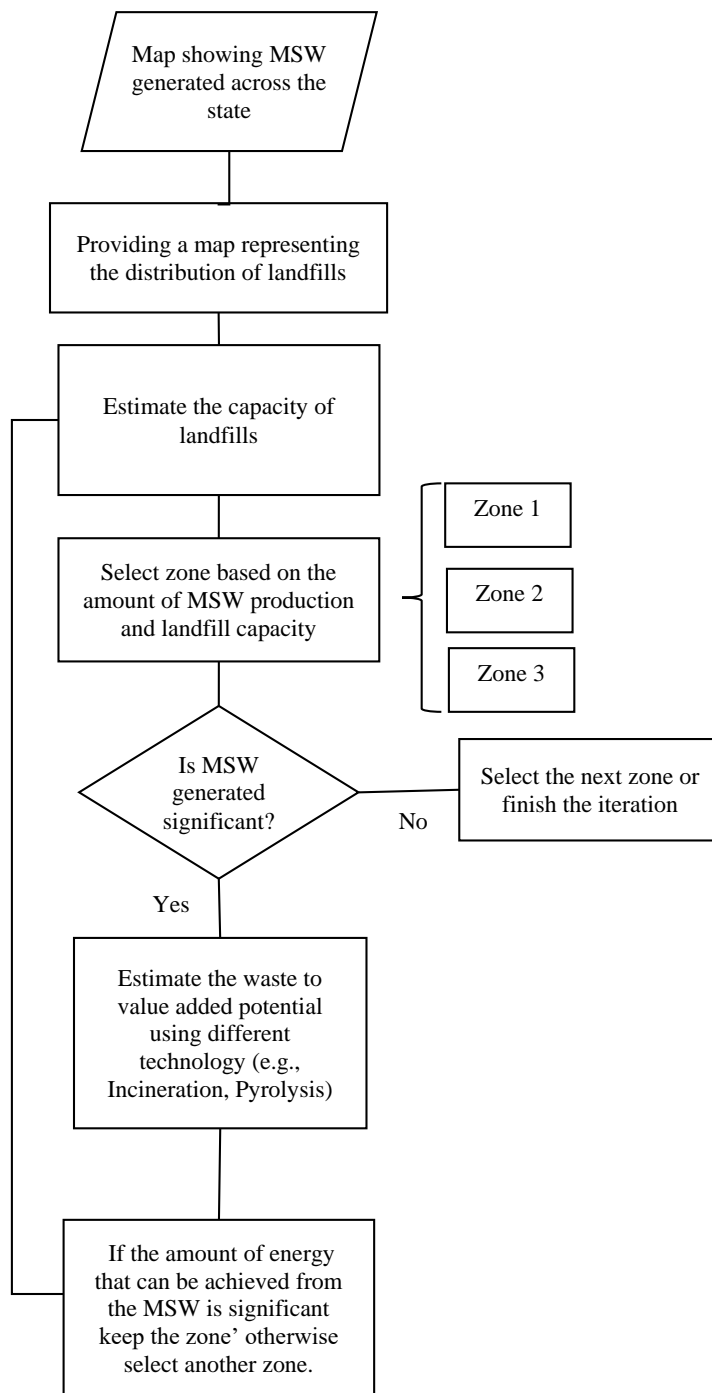 Map showing MSW
generated across the
state
Providing a map representing
the distribution of landfills
Estimate the capacity of
landfills
Select zone based on the
amount of MSW production
and landfill capacity
Zone 1
Zone 2
Zone 3
Is MSW
generated
significant?
No
Select the next zone or
finish the iteration
Yes
Estimate the waste to
value added potential
using different
technology (e.g.,
Incineration, Pyrolysis)
If the amount of energy
that can be achieved from
the MSW is significant
keep the zone’ otherwise
select another zone.